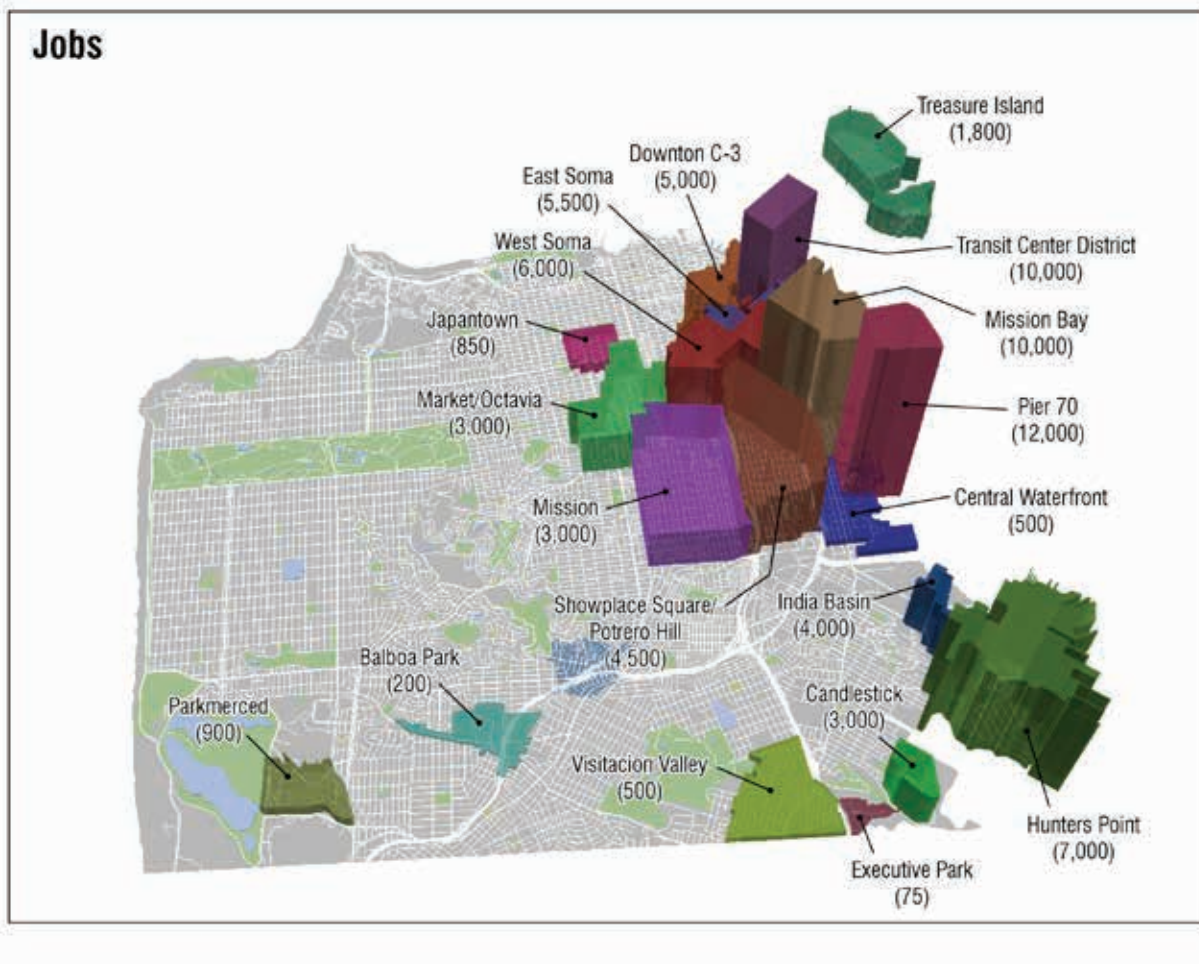 Jobs
Treasure Island
(1,800)
Downton C-3
(5,000)
East Soma
(5,500)
West Soma
(6,000)
Transit Center District
(10,000)
Mission Bay
(10,000)
Japantown
(850)
Market/Octavia
(3,000)
Pier 70
(12,000)
Mission
(3,000)
Central Waterfront
(500)
Showplace Square/
Potrero Hill
(4,500)
India Basin
(4,000)
Balboa Park
(200)
Parkmerced
(900)
Candlestick
(3,000)
Visitacion Valley
(500)
Hunters Point
(7,000)
Executive Park
(75)